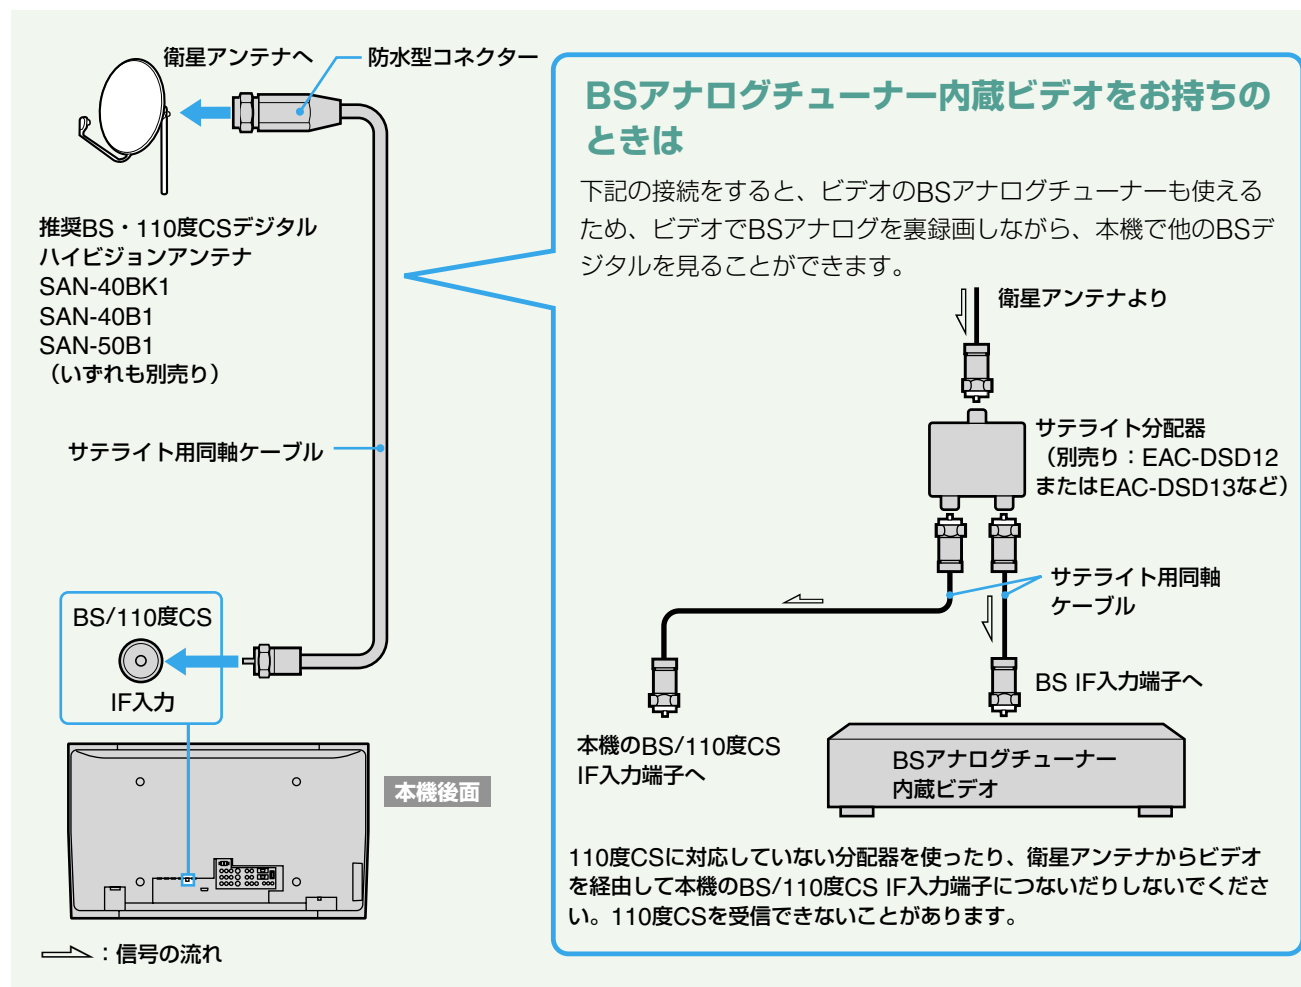 衛星アンテナへ
防水型コネクター
推奨BS・110度CSデジタル
ハイビジョンアンテナ
SAN-40BK1
SAN-40B1
SAN-50B1
（いずれも別売り）
サテライト用同軸ケーブル
BS/110度CS
IF入力
本機後面
：信号の流れ
BSアナログチューナー内蔵ビデオをお持ちの
ときは
下記の接続をすると、ビデオのBSアナログチューナーも使える
ため、ビデオでBSアナログを裏録画しながら、本機で他のBSデ
ジタルを見ることができます。
衛星アンテナより
サテライト分配器
（別売り：EAC-DSD12
またはEAC-DSD13など）
サテライト用同軸
ケーブル
BS IF入力端子へ
本機のBS/110度CS
IF入力端子へ
BSアナログチューナー
内蔵ビデオ
110度CSに対応していない分配器を使ったり、衛星アンテナからビデオ
を経由して本機のBS/110度CS IF入力端子につないだりしないでくださ
い。110度CSを受信できないことがあります。